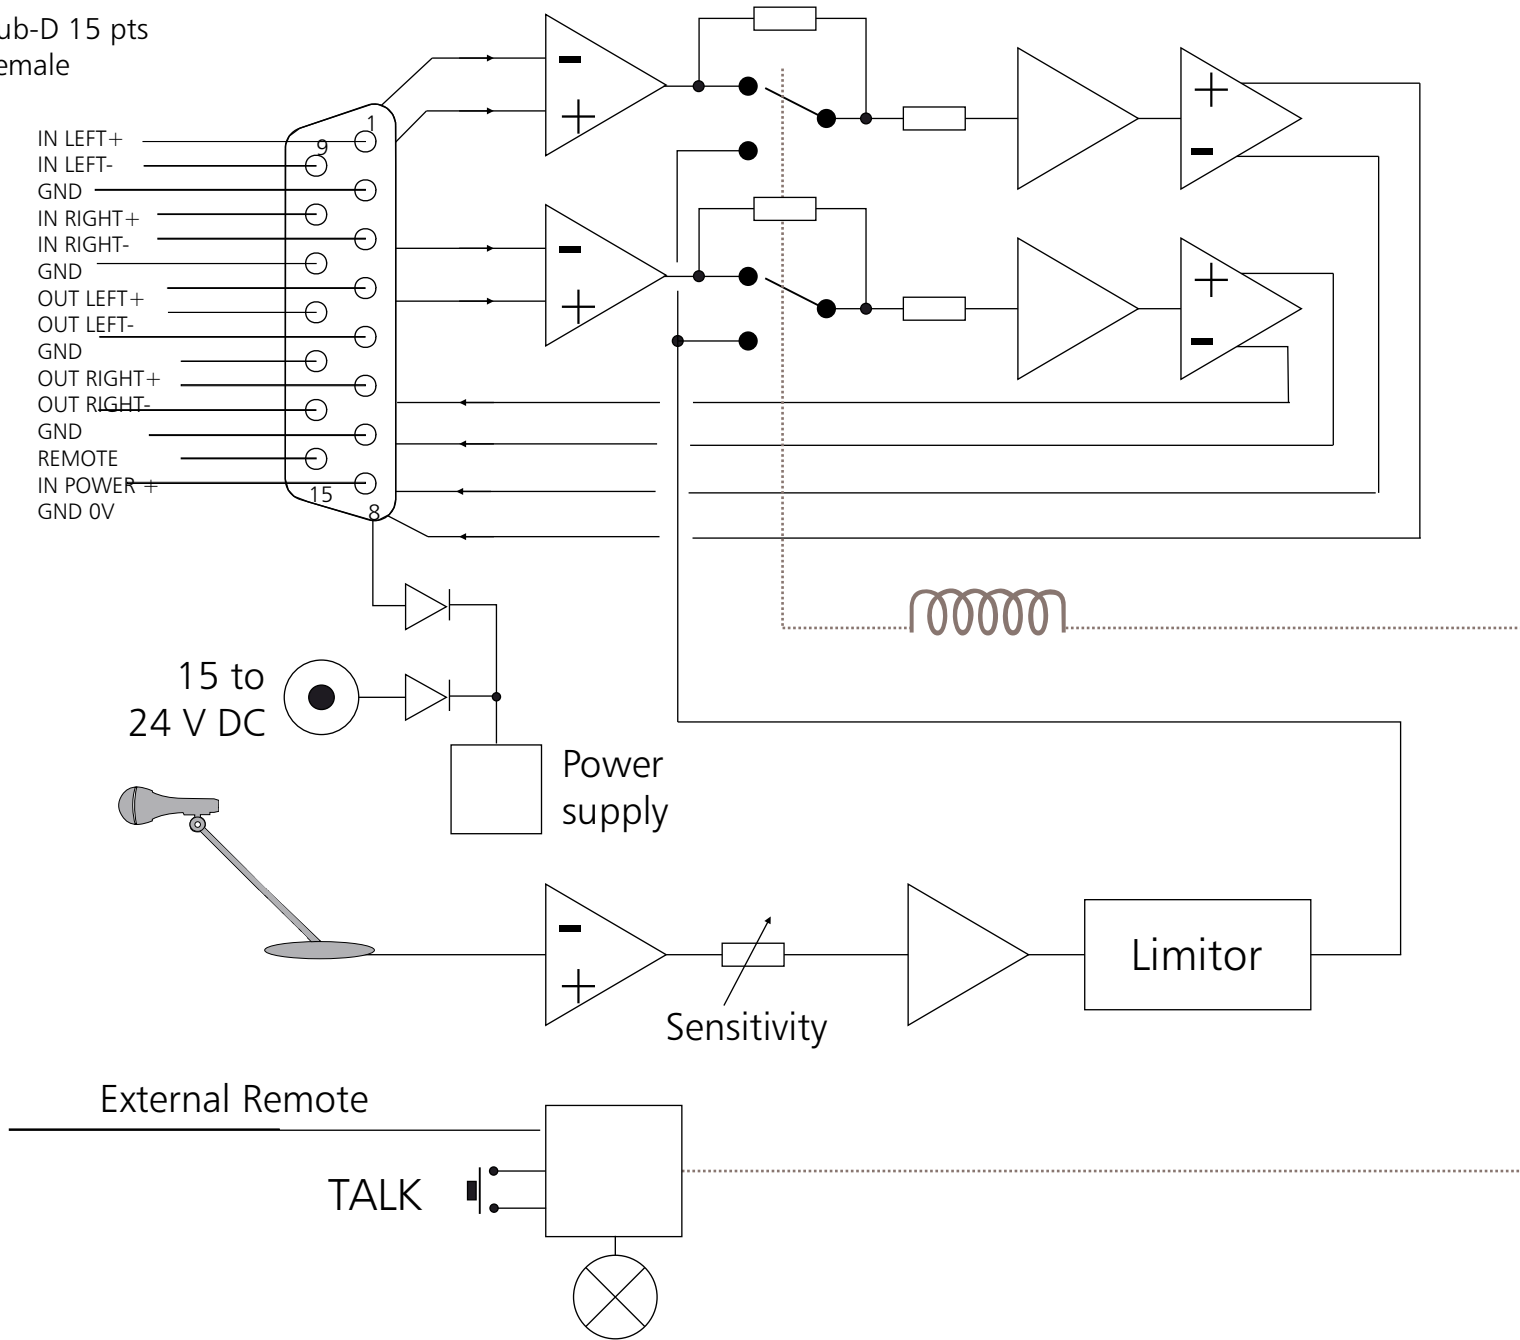 ub-D 15 pts
emale
1
9
IN LEFT+
IN LEFT-
GND
IN RIGHT+
IN RIGHT-
GND
OUT LEFT+
OUT LEFT-
GND
OUT RIGHT+
OUT RIGHT-
GND
REMOTE
IN POWER +
GND 0V
15
8
- 
+
+
-
-
+
+
-
15 to
24 V DC
Power
supply
-
+
Limitor
Sensitivity
External Remote
TALK